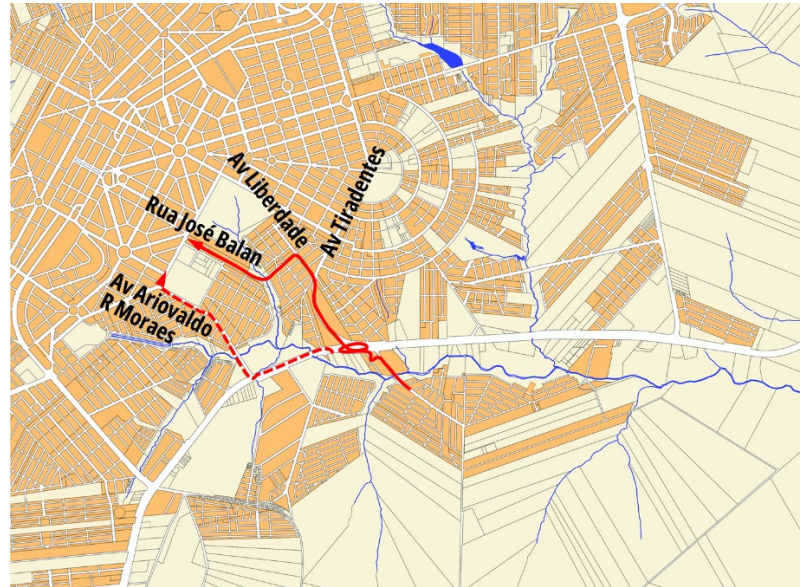 Av Liberdade
Av Tiradentes
Rua José Balan
Av Ariovaldo
R Moraes